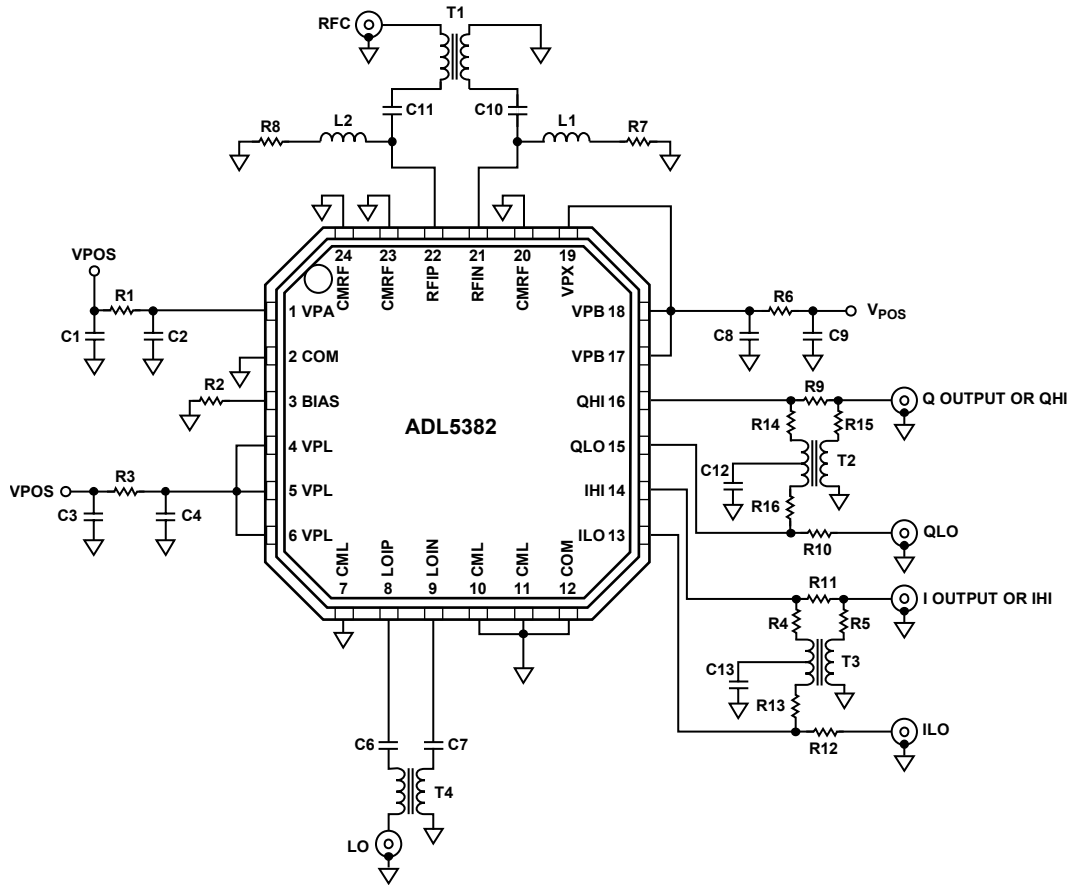 T1
RFC
C11
C10
R8
L2
L1
R7
24
23
22
21
20
19
CMRF
CMRF
RFIP
RFIN
CMRF
VPX
VPOS
R1
C1
C2
1 VPA
2 COM
R2
3 BIAS
4 VPL
VPOS
R3
5 VPL
C3
C4
6 VPL
ADL5382
VPB 18
VPB 17
QHI 16
QLO 15
IHI 14
ILO 13
R6
VPOS
C8
C9
R9
Q OUTPUT OR QHI
R14
R15
C12
T2
R16
R10
QLO
R11
I OUTPUT OR IHI
R4
R5
C13
T3
R13
R12
ILO
CML
LOIP
LOIN
CML
CML
COM
7
8
9
10
11
12
C6
C7
T4
LO